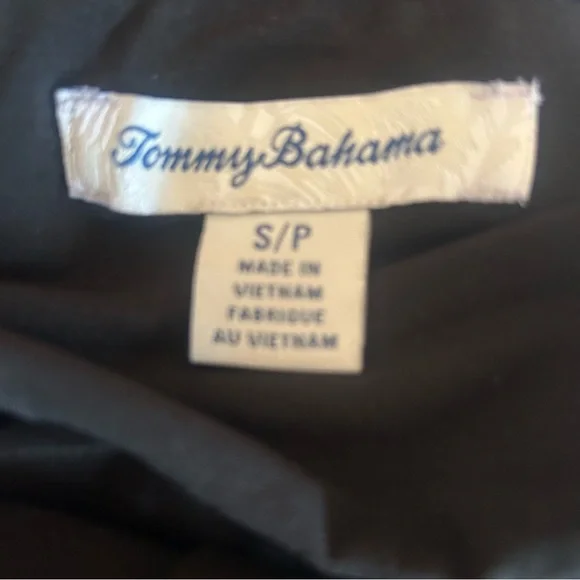 Tommy Bahama
S/P
MADE IN
VIETNAM
FABRIQUE
AU VIETNAM